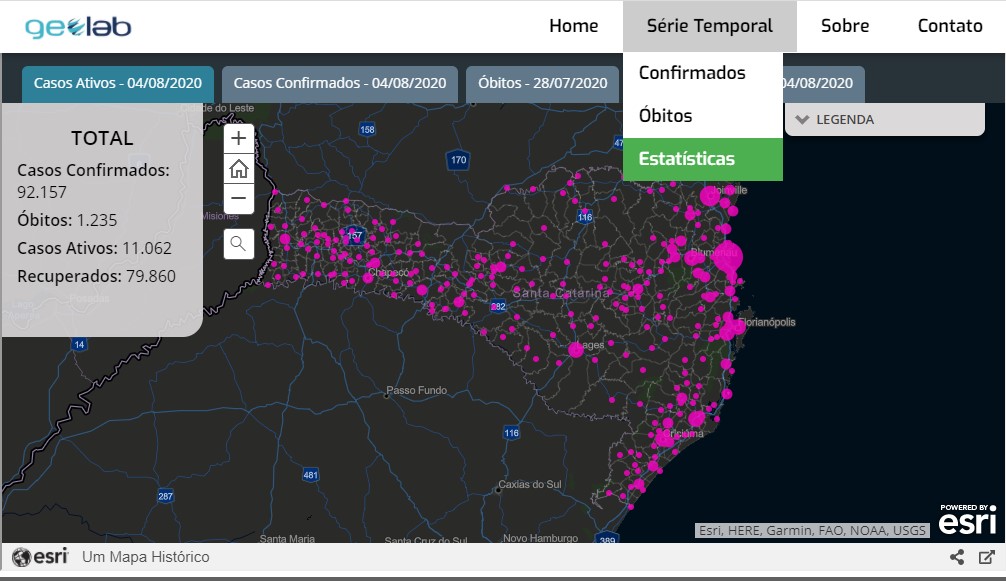 geolab
Home
Série Temporal
Sobre
Contato
Confirmados
Óbitos
Estatísticas
Casos Ativos - 04/08/2020
Casos Confirmados - 04/08/2020
Óbitos - 28/07/2020
04/08/2020
LEGENDA
TOTAL
Casos Confirmados:
92.157
Óbitos: 1.235
Casos Ativos: 11.062
Recuperados: 79.860
+
−
de do Leste
158
170
47
Misiones
157
116
Joinville
Blumenau
Chapecó
Santa Catarina
282
Florianópolis
14
Lages
Passo Fundo
116
Criciúma
481
287
Caxias do Sul
Santa Maria
Santa Cruz do Sul
Novo Hamburgo
389
POWERED BY
esri
Esri, HERE, Garmin, FAO, NOAA, USGS
esri
Um Mapa Histórico